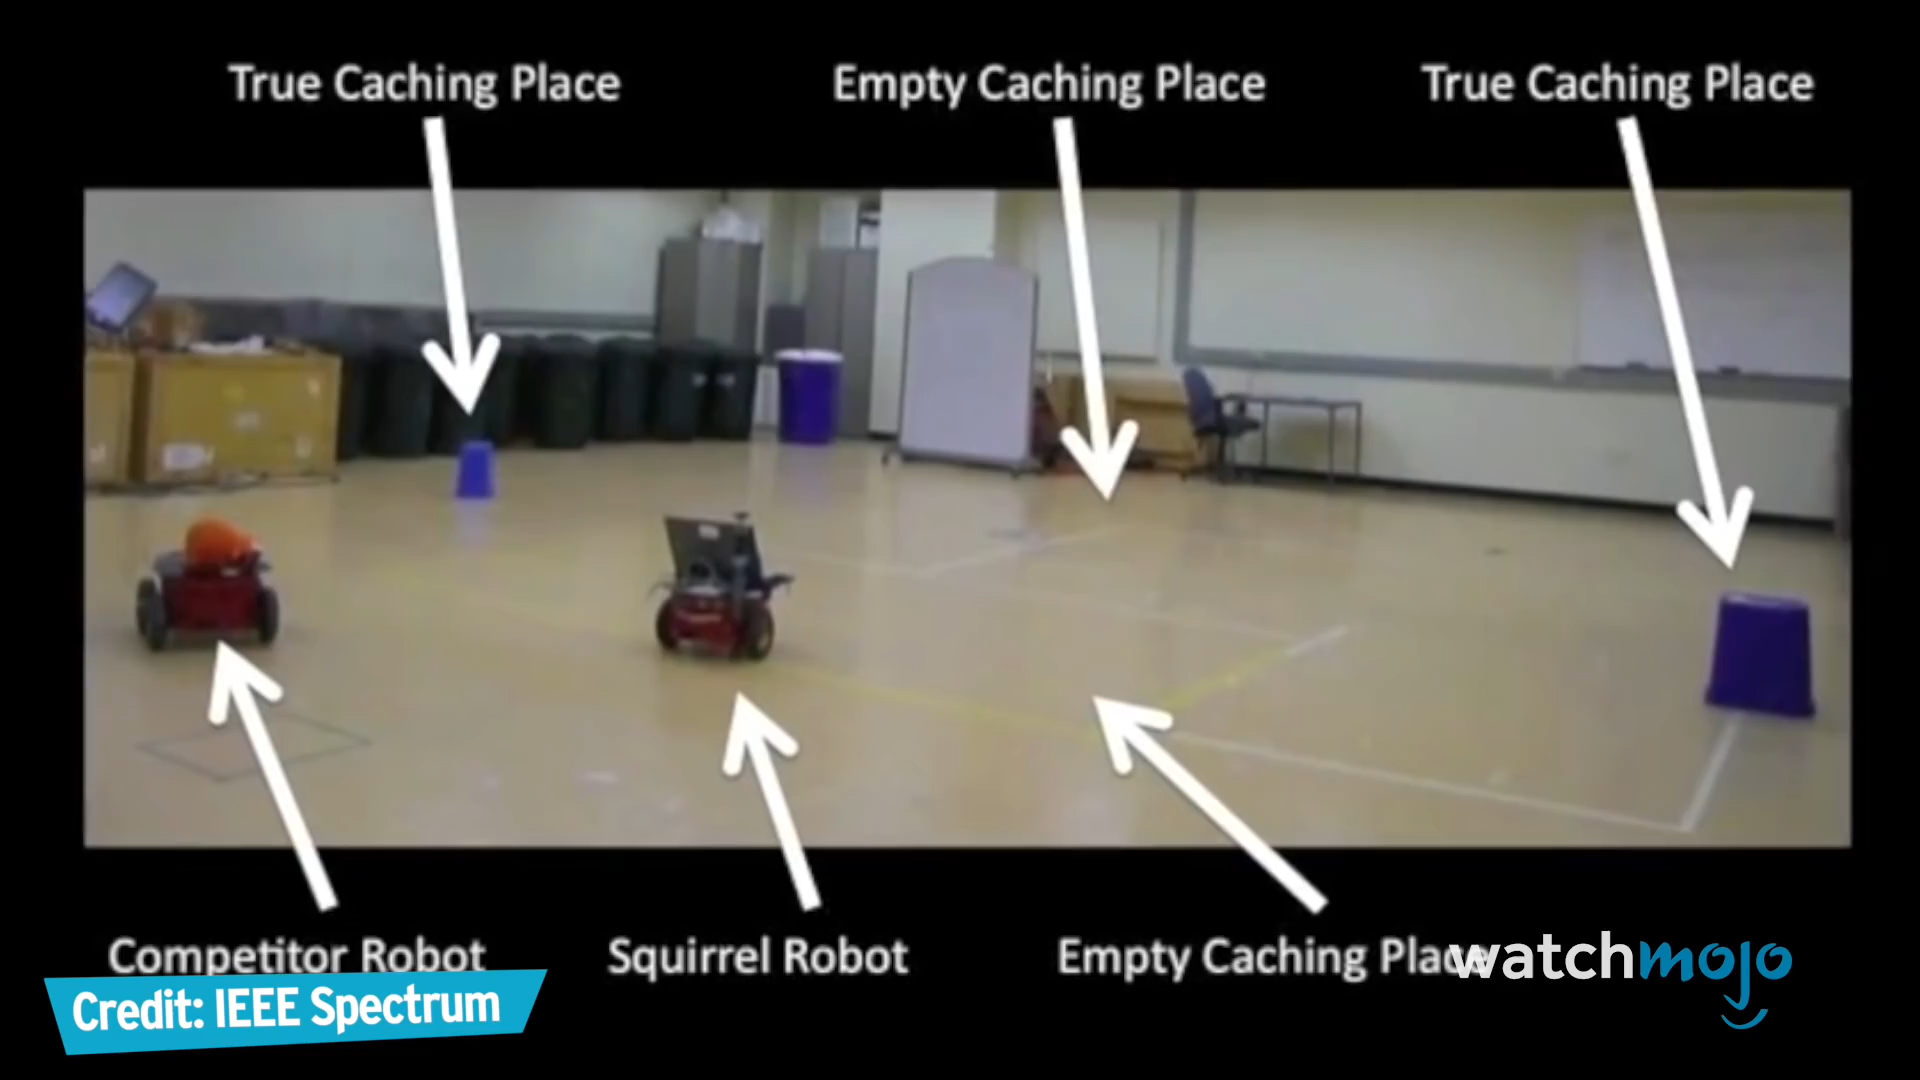 True Caching Place
Empty Caching Place
True Caching Place
Competitor Robot
Squirrel Robot
Empty Caching Place
watchmojo
Credit: IEEE Spectrum